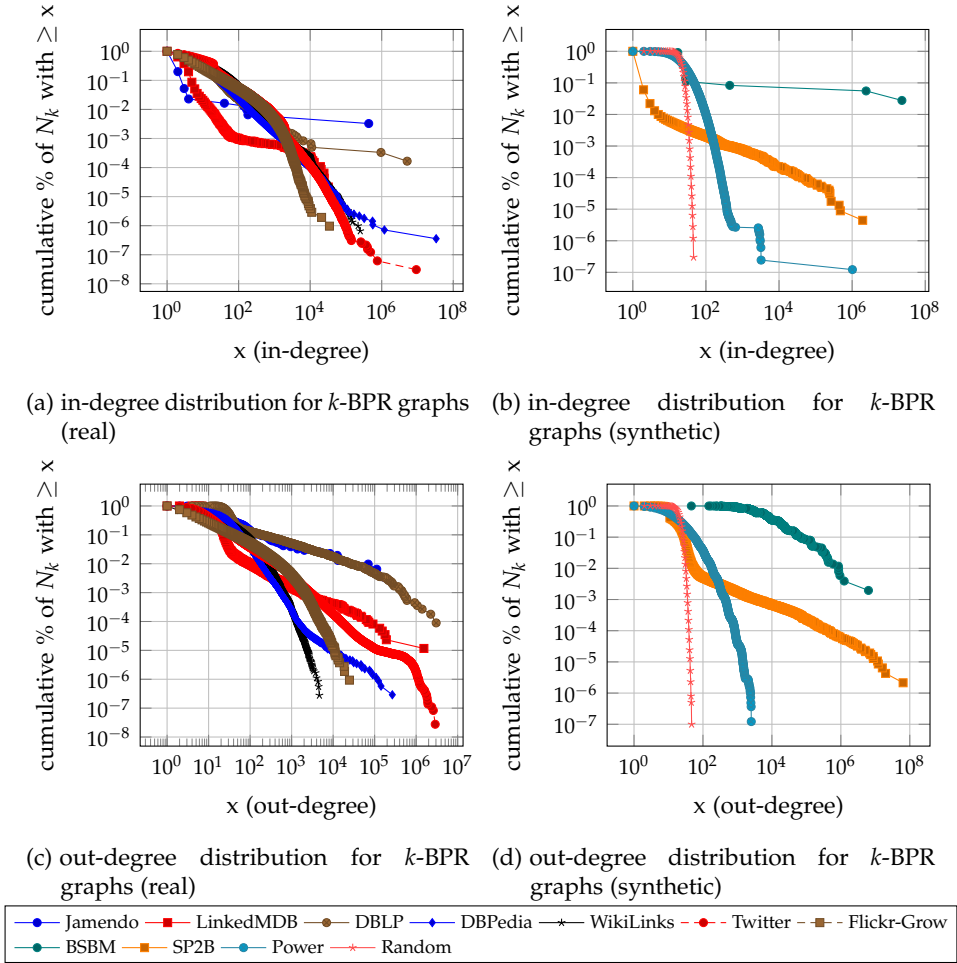 cumulative % of N_k with ≥ x
10^0
10^−1
10^−2
10^−3
10^−4
10^−5
10^−6
10^−7
10^−8
10^0 10^2 10^4 10^6 10^8
x (in-degree)
cumulative % of N_k with ≥ x
10^0
10^−1
10^−2
10^−3
10^−4
10^−5
10^−6
10^−7
10^0 10^2 10^4 10^6 10^8
x (in-degree)
(a) in-degree distribution for k-BPR graphs
(real)
(b) in-degree distribution for k-BPR
graphs (synthetic)
cumulative % of N_k with ≥ x
10^0
10^−1
10^−2
10^−3
10^−4
10^−5
10^−6
10^−7
10^−8
10^0 10^1 10^2 10^3 10^4 10^5 10^6 10^7
x (out-degree)
cumulative % of N_k with ≥ x
10^0
10^−1
10^−2
10^−3
10^−4
10^−5
10^−6
10^−7
10^0 10^2 10^4 10^6 10^8
x (out-degree)
(c) out-degree distribution for k-BPR
graphs (real)
(d) out-degree distribution for k-BPR
graphs (synthetic)
Jamendo LinkedMDB DBLP DBPedia WikiLinks Twitter Flickr-Grow
BSBM SP2B Power Random